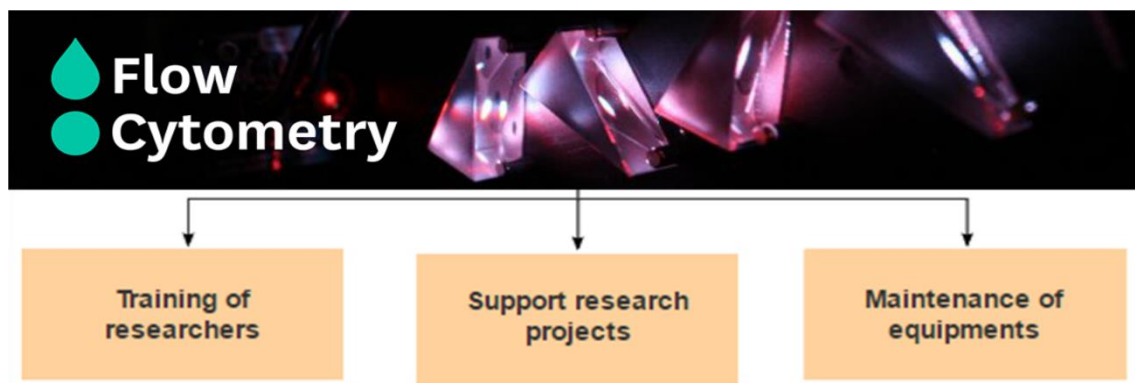 Flow
Cytometry
Training of
researchers
Support research
projects
Maintenance of
equipments